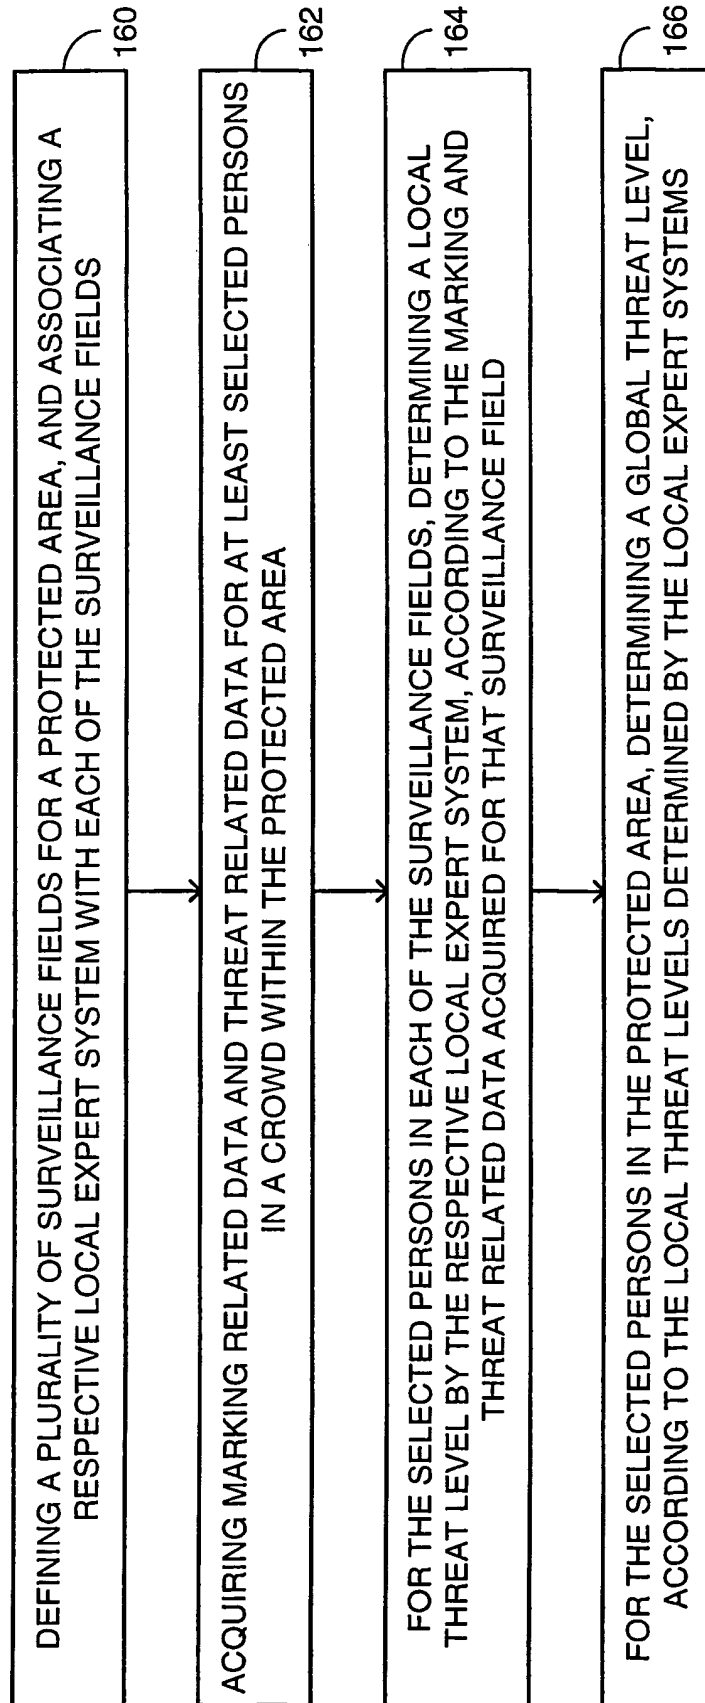 DEFINING A PLURALITY OF SURVEILLANCE FIELDS FOR A PROTECTED AREA, AND ASSOCIATING A
RESPECTIVE LOCAL EXPERT SYSTEM WITH EACH OF THE SURVEILLANCE FIELDS
160
ACQUIRING MARKING RELATED DATA AND THREAT RELATED DATA FOR AT LEAST SELECTED PERSONS
IN A CROWD WITHIN THE PROTECTED AREA
162
FOR THE SELECTED PERSONS IN EACH OF THE SURVEILLANCE FIELDS, DETERMINING A LOCAL
THREAT LEVEL BY THE RESPECTIVE LOCAL EXPERT SYSTEM, ACCORDING TO THE MARKING AND
THREAT RELATED DATA ACQUIRED FOR THAT SURVEILLANCE FIELD
164
FOR THE SELECTED PERSONS IN THE PROTECTED AREA, DETERMINING A GLOBAL THREAT LEVEL,
ACCORDING TO THE LOCAL THREAT LEVELS DETERMINED BY THE LOCAL EXPERT SYSTEMS
166